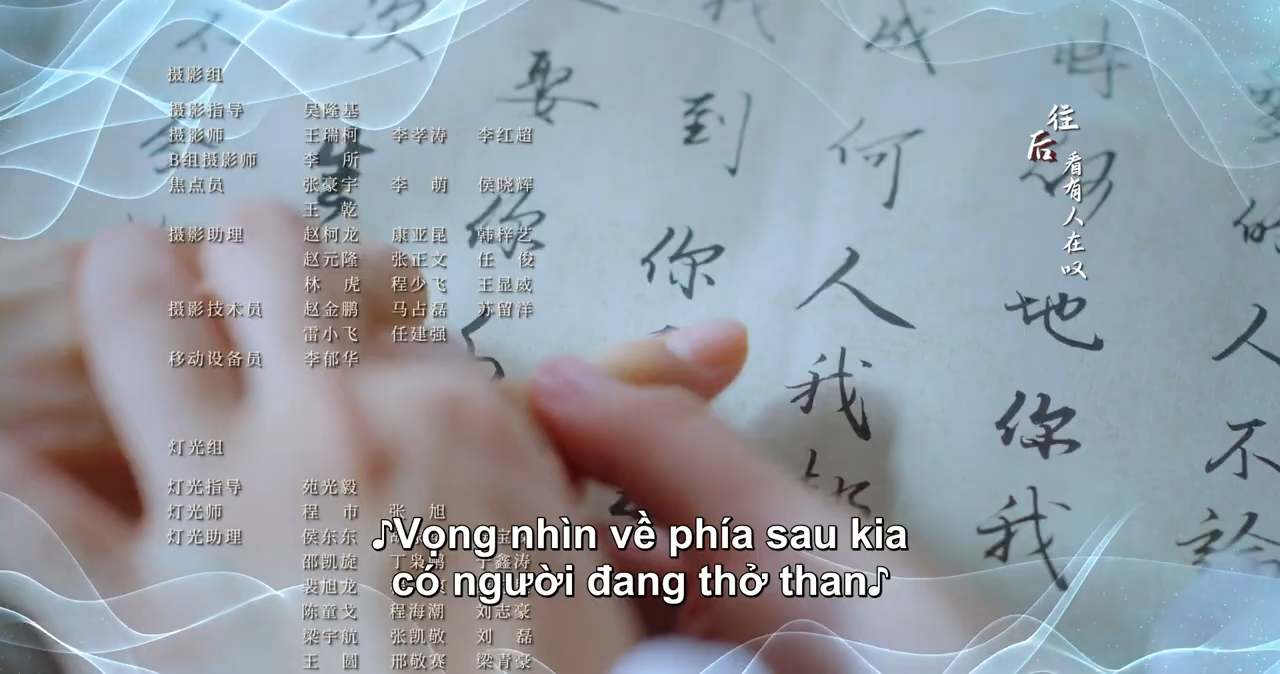 摄影组
摄影指导 吴隆基
摄影师 王瑞柯 李孝涛 李红超
B组摄影师 李 所
焦点员 张豪宇 李 萌 侯晓辉
王 乾
摄影助理 赵柯龙 康亚昆 韩梓艺
赵元隆 张正文 任 俊
林 虎 程少飞 王显威
摄影技术员 赵金鹏 马占磊 苏留洋
雷小飞 任建强
移动设备员 李郁华
灯光组
灯光指导 苑光毅
灯光师 程 市 张 旭
灯光助理 侯东东
邵凯旋 丁枭鹏 于鑫涛
裴旭龙
陈童戈 程海潮 刘志豪
梁宇航 张凯敬 刘 磊
王 圆 邢敬赛 梁青豪
往后
看有人在叹
的人不於
地你我
何人我
到你
要你
♪Vọng nhìn về phía sau kia
có người đang thở than♪